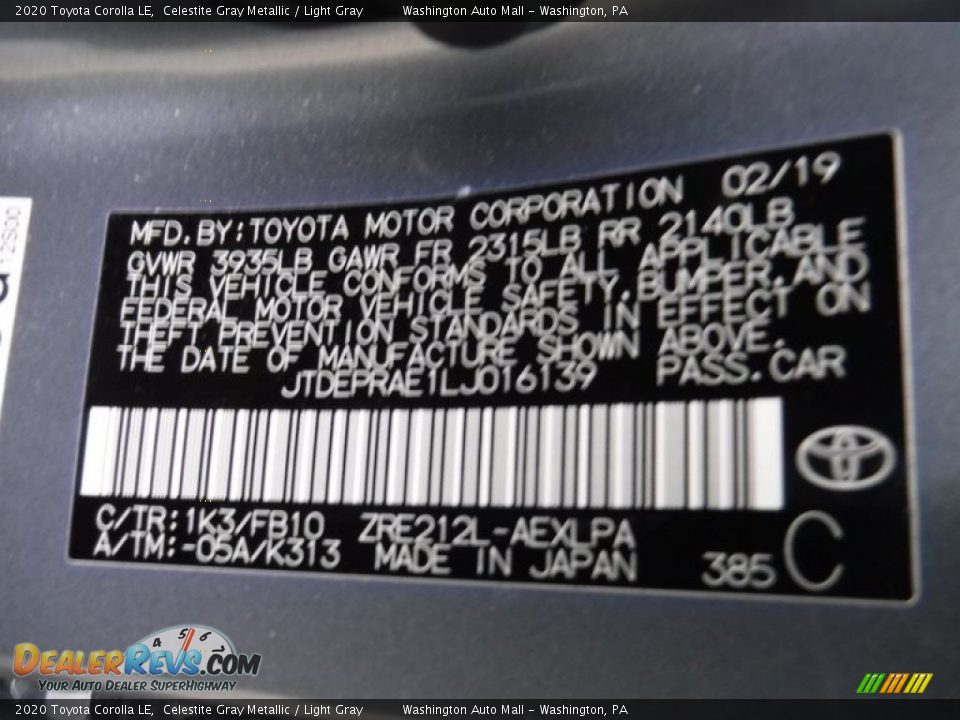 2020 Toyota Corolla LE, Celestite Gray Metallic / Light Gray Washington Auto Mall - Washington, PA
MFD.BY:TOYOTA MOTOR CORPORATION 02/19
GVWR 3935LB GAWR FR 2315LB RR 2140LB
THIS VEHICLE CONFORMS TO ALL APPLICABLE
FEDERAL MOTOR VEHICLE SAFETY,BUMPER,AND
THEFT PREVENTION STANDARDS IN EFFECT ON
THE DATE OF MANUFACTURE SHOWN ABOVE.
JTDEPRAE1LJ016139 PASS.CAR
C/TR:1K3/FB10 ZRE212L-AEXLPA
A/TM:-05A/K313 MADE IN JAPAN 385 C
4 5 6
DEALERREVS.COM
YOUR AUTO DEALER SUPERHIGHWAY
2020 Toyota Corolla LE, Celestite Gray Metallic / Light Gray Washington Auto Mall - Washington, PA